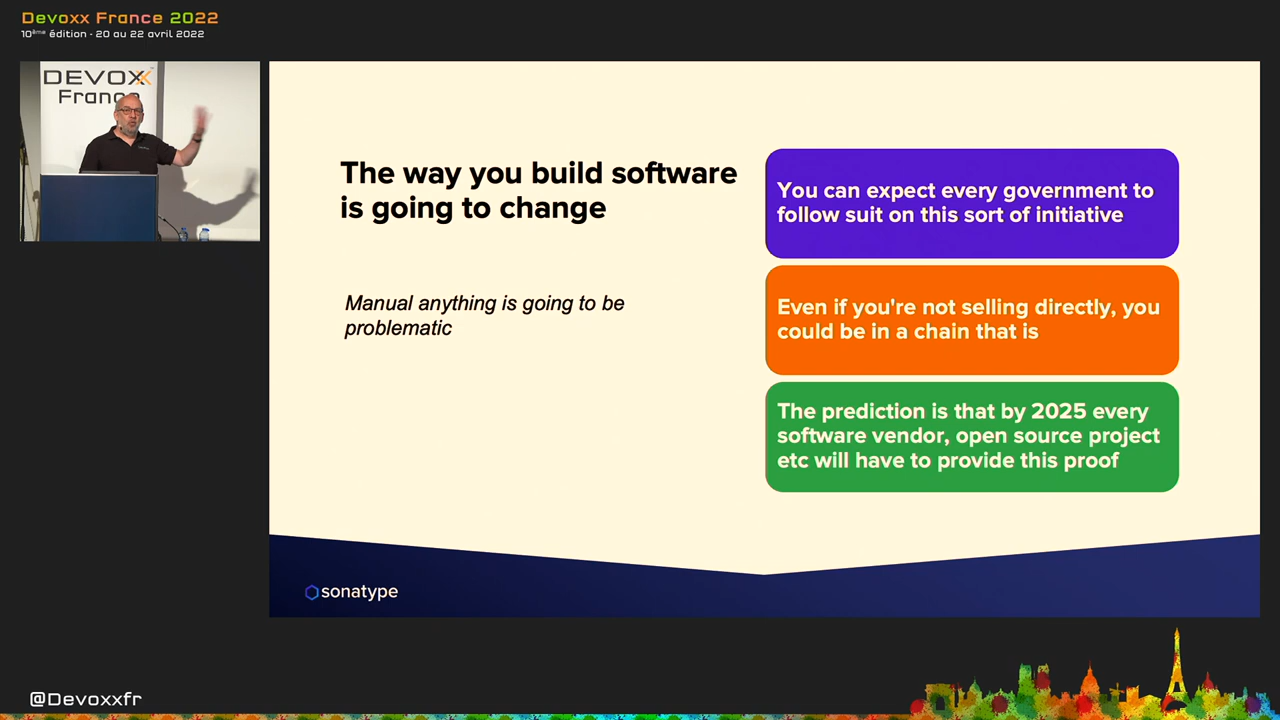 Devoxx France 2022
10ème édition - 20 au 22 avril 2022
DEVOXX
France
The way you build software
is going to change
Manual anything is going to be
problematic
You can expect every government to
follow suit on this sort of initiative
Even if you're not selling directly, you
could be in a chain that is
The prediction is that by 2025 every
software vendor, open source project
etc will have to provide this proof
sonatype
@Devoxxfr